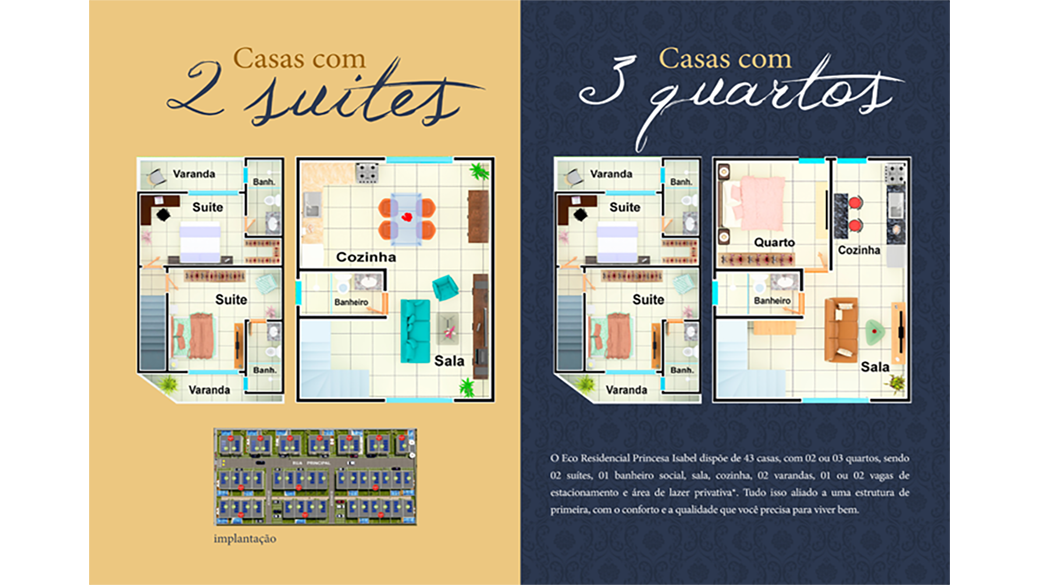 Casas com
2 suites
Varanda
Banh.
Suite
Suite
Banh.
Varanda
Cozinha
Banheiro
Sala
RUA PRINCIPAL
implantação
Casas com
3 quartos
Varanda
Banh.
Suite
Suite
Banh.
Varanda
Quarto
Cozinha
Banheiro
Sala
O Eco Residencial Princesa Isabel dispõe de 43 casas, com 02 ou 03 quartos, sendo
02 suítes, 01 banheiro social, sala, cozinha, 02 varandas, 01 ou 02 vagas de
estacionamento e área de lazer privativa*. Tudo isso aliado a uma estrutura de
primeira, com o conforto e a qualidade que você precisa para viver bem.